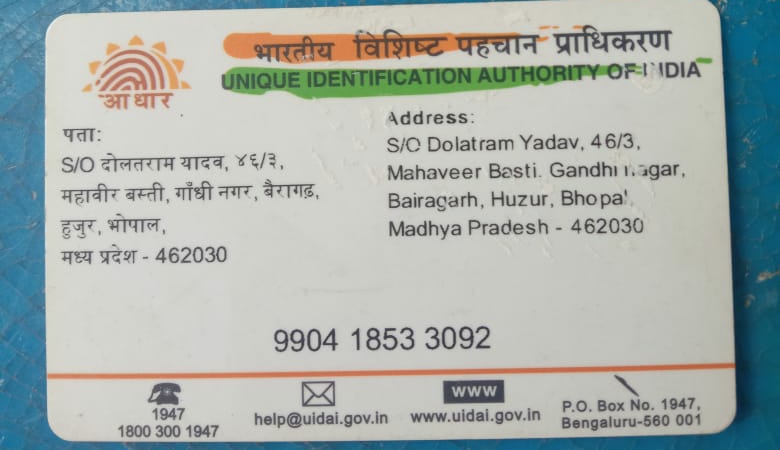 भारतीय विशिष्ट पहचान प्राधिकरण
UNIQUE IDENTIFICATION AUTHORITY OF INDIA
आधार
पता:
S/O दोलतराम यादव, ४६/३,
महावीर बस्ती, गाँधी नगर, बैरागढ़,
हुजुर, भोपाल,
मध्य प्रदेश - 462030
Address:
S/O Dolatram Yadav, 46/3,
Mahaveer Basti. Gandhi nagar,
Bairagarh, Huzur, Bhopal
Madhya Pradesh - 462030
9904 1853 3092
1947
1800 300 1947
help@uidai.gov.in
WWW
www.uidai.gov.in
P.O. Box No. 1947,
Bengaluru-560 001